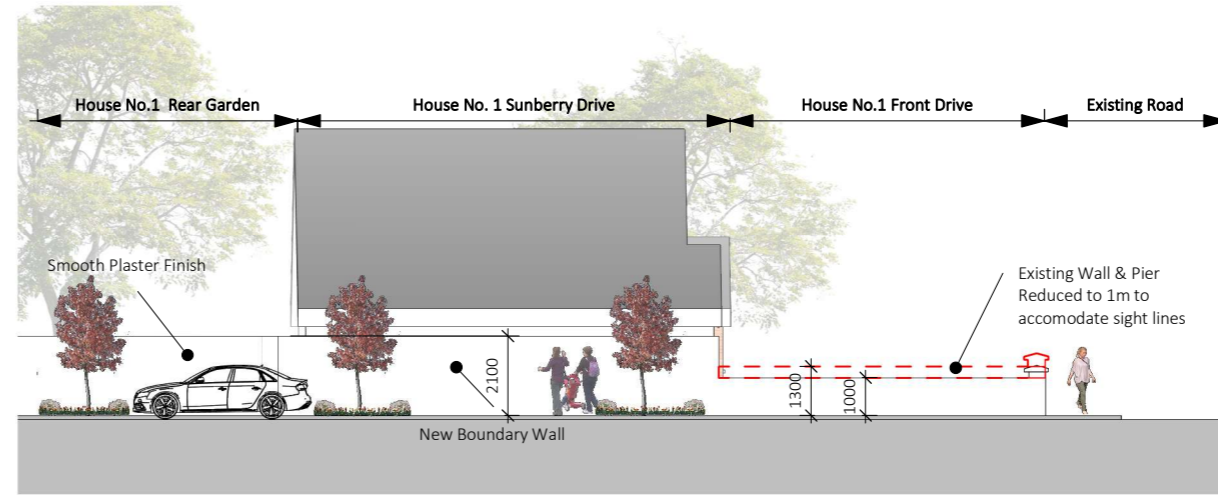 House No.1 Rear Garden
House No. 1 Sunberry Drive
House No.1 Front Drive
Existing Road
Smooth Plaster Finish
Existing Wall & Pier
Reduced to 1m to
accomodate sight lines
2100
1300
1000
New Boundary Wall